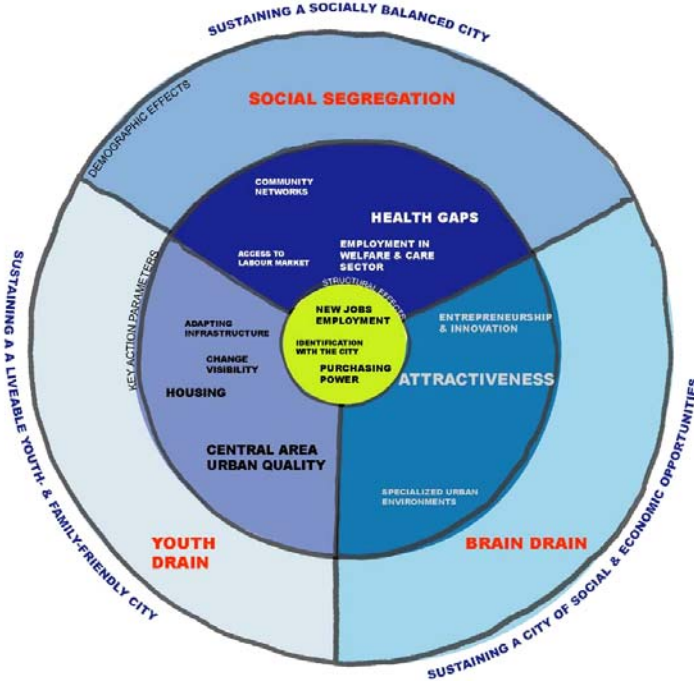 SUSTAINING A SOCIALLY BALANCED CITY
DEMOGRAPHIC EFFECTS
SOCIAL SEGREGATION
COMMUNITY
NETWORKS
HEALTH GAPS
ACCESS TO
LABOUR MARKET
EMPLOYMENT IN
WELFARE & CARE
SECTOR
KEY ACTION PARAMETERS
STRUCTURAL EFFECTS
NEW JOBS
EMPLOYMENT
IDENTIFICATION
WITH THE CITY
PURCHASING
POWER
ADAPTING
INFRASTRUCTURE
CHANGE
VISIBILITY
HOUSING
CENTRAL AREA
URBAN QUALITY
ENTREPRENEURSHIP
& INNOVATION
ATTRACTIVENESS
SPECIALIZED URBAN
ENVIRONMENTS
YOUTH
DRAIN
BRAIN DRAIN
SUSTAINING A A LIVEABLE YOUTH- & FAMILY-FRIENDLY CITY
SUSTAINING A CITY OF SOCIAL & ECONOMIC OPPORTUNITIES